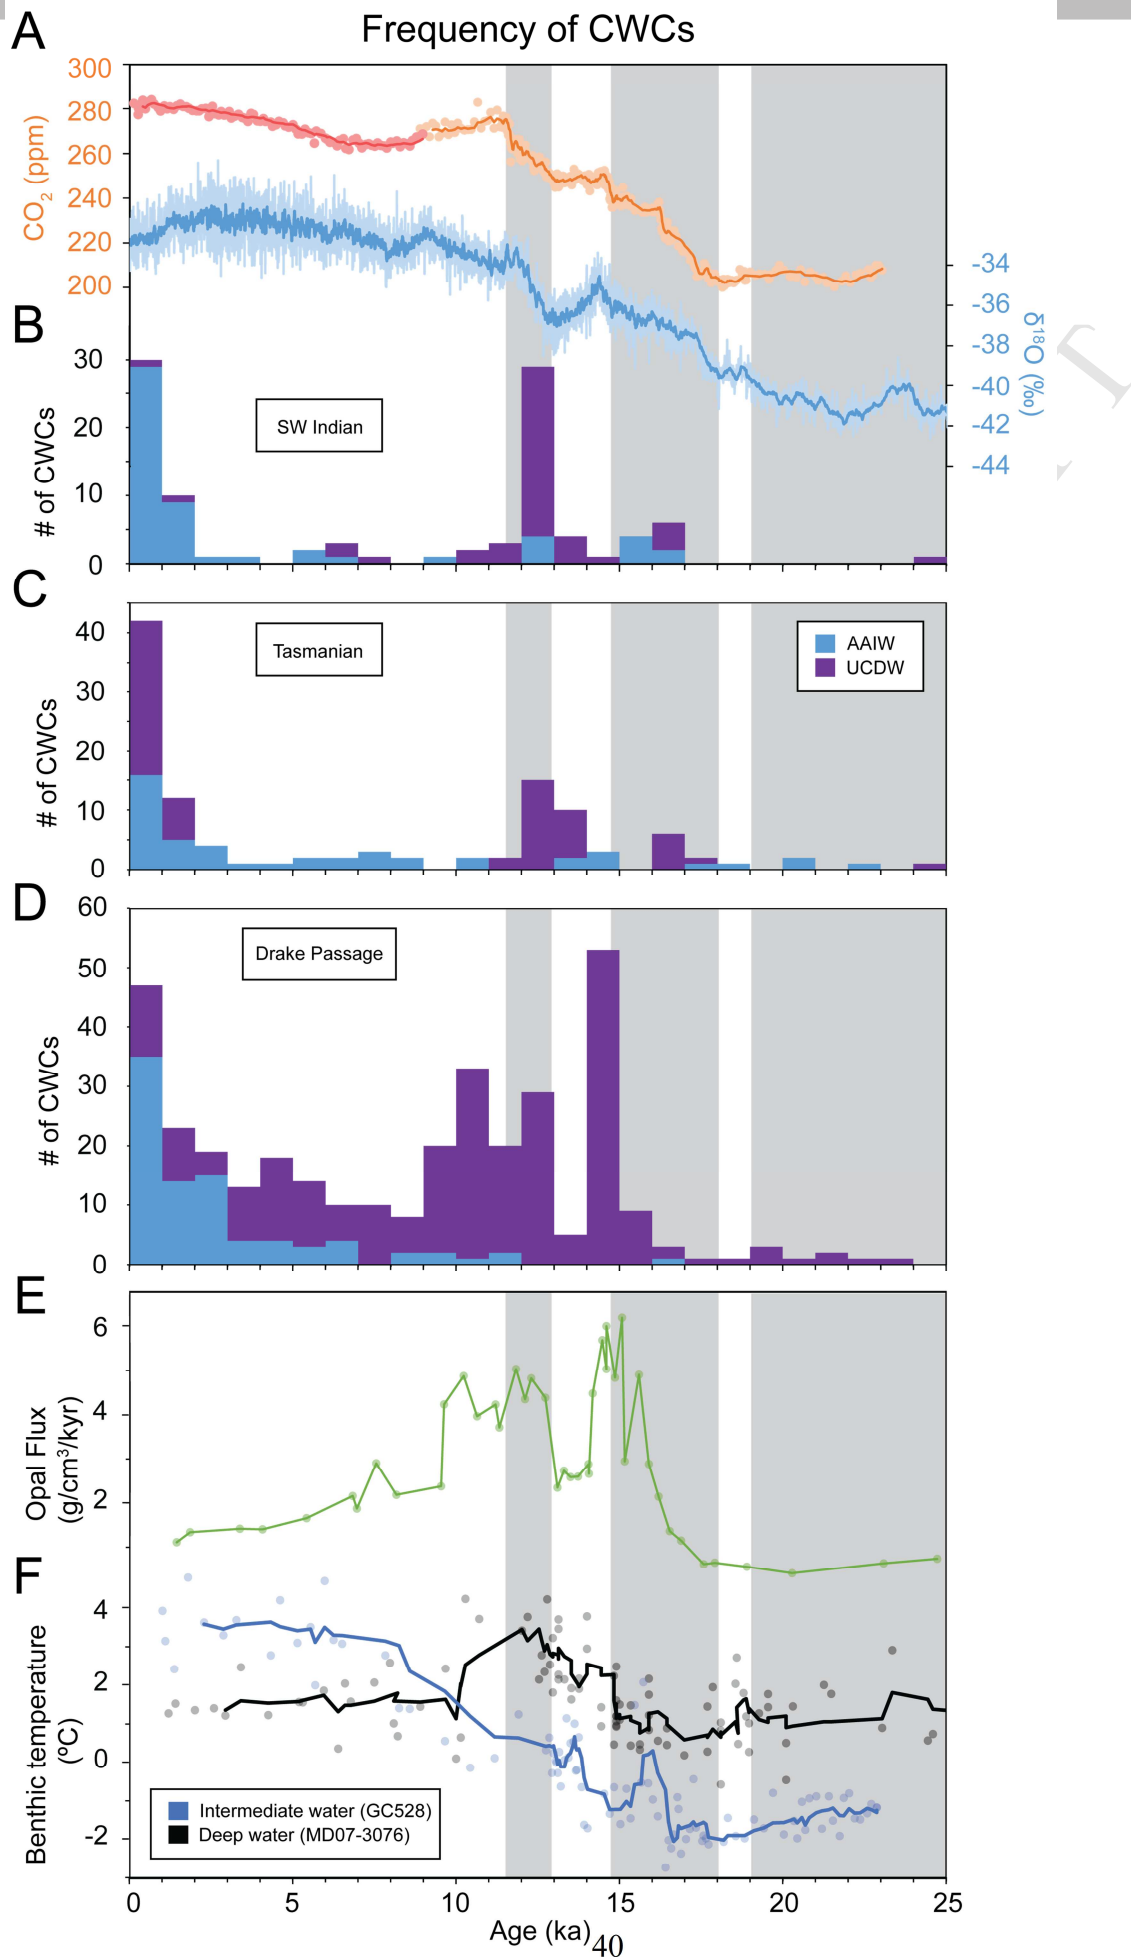 A
Frequency of CWCs
300
280
260
240
220
200
CO2 (ppm)
-34
-36
-38
-40
-42
-44
δ18O (‰)
B
30
20
10
0
# of CWCs
SW Indian
T
C
40
30
20
10
0
# of CWCs
Tasmanian
AAIW
UCDW
D
60
50
40
30
20
10
0
# of CWCs
Drake Passage
E
6
4
2
Opal Flux
(g/cm3/kyr)
F
4
2
0
-2
Benthic temperature
(ºC)
Intermediate water (GC528)
Deep water (MD07-3076)
0 5 10 15 20 25
Age (ka)
40